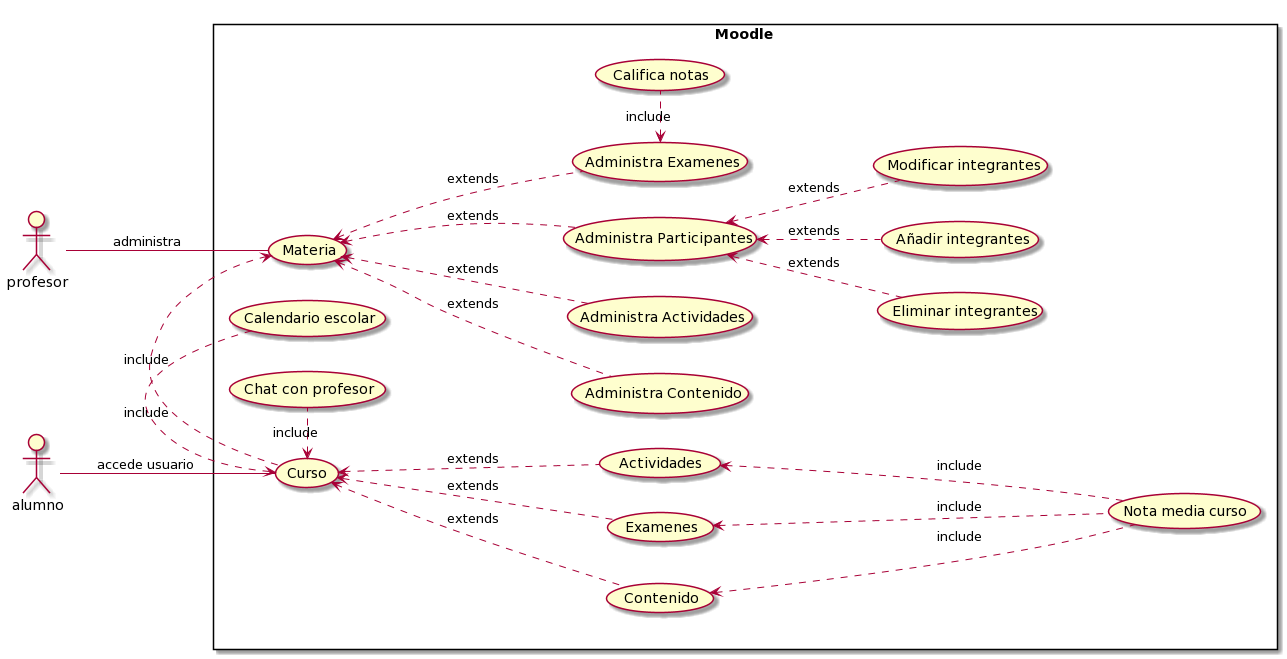 Moodle
Califica notas
include
Administra Examenes
Modificar integrantes
extends
extends
extends
administra
Materia
Administra Participantes
extends
Añadir integrantes
profesor
extends
extends
extends
Eliminar integrantes
Calendario escolar
Administra Actividades
include
Chat con profesor
Administra Contenido
include
include
accede usuario
Curso
extends
Actividades
include
extends
alumno
include
Nota media curso
extends
Examenes
include
Contenido